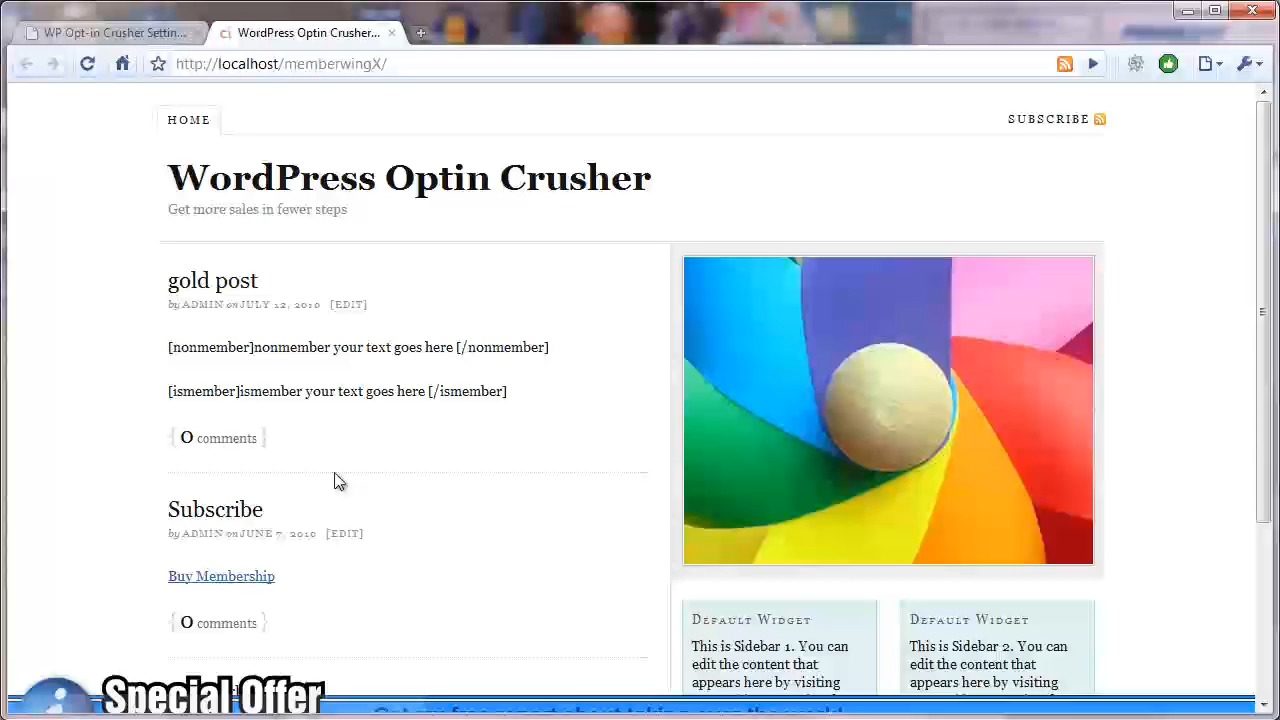 WP Opt-in Crusher Settin...
WordPress Optin Crusher...
http://localhost/memberwingX/
HOME
SUBSCRIBE
WordPress Optin Crusher
Get more sales in fewer steps
gold post
by ADMIN on JULY 12, 2010 [EDIT]
[nonmember]nonmember your text goes here [/nonmember]
[ismember]ismember your text goes here [/ismember]
{ 0 comments }
Subscribe
by ADMIN on JUNE 7, 2010 [EDIT]
Buy Membership
{ 0 comments }
DEFAULT WIDGET
This is Sidebar 1. You can
edit the content that
appears here by visiting
DEFAULT WIDGET
This is Sidebar 2. You can
edit the content that
appears here by visiting
Special Offer